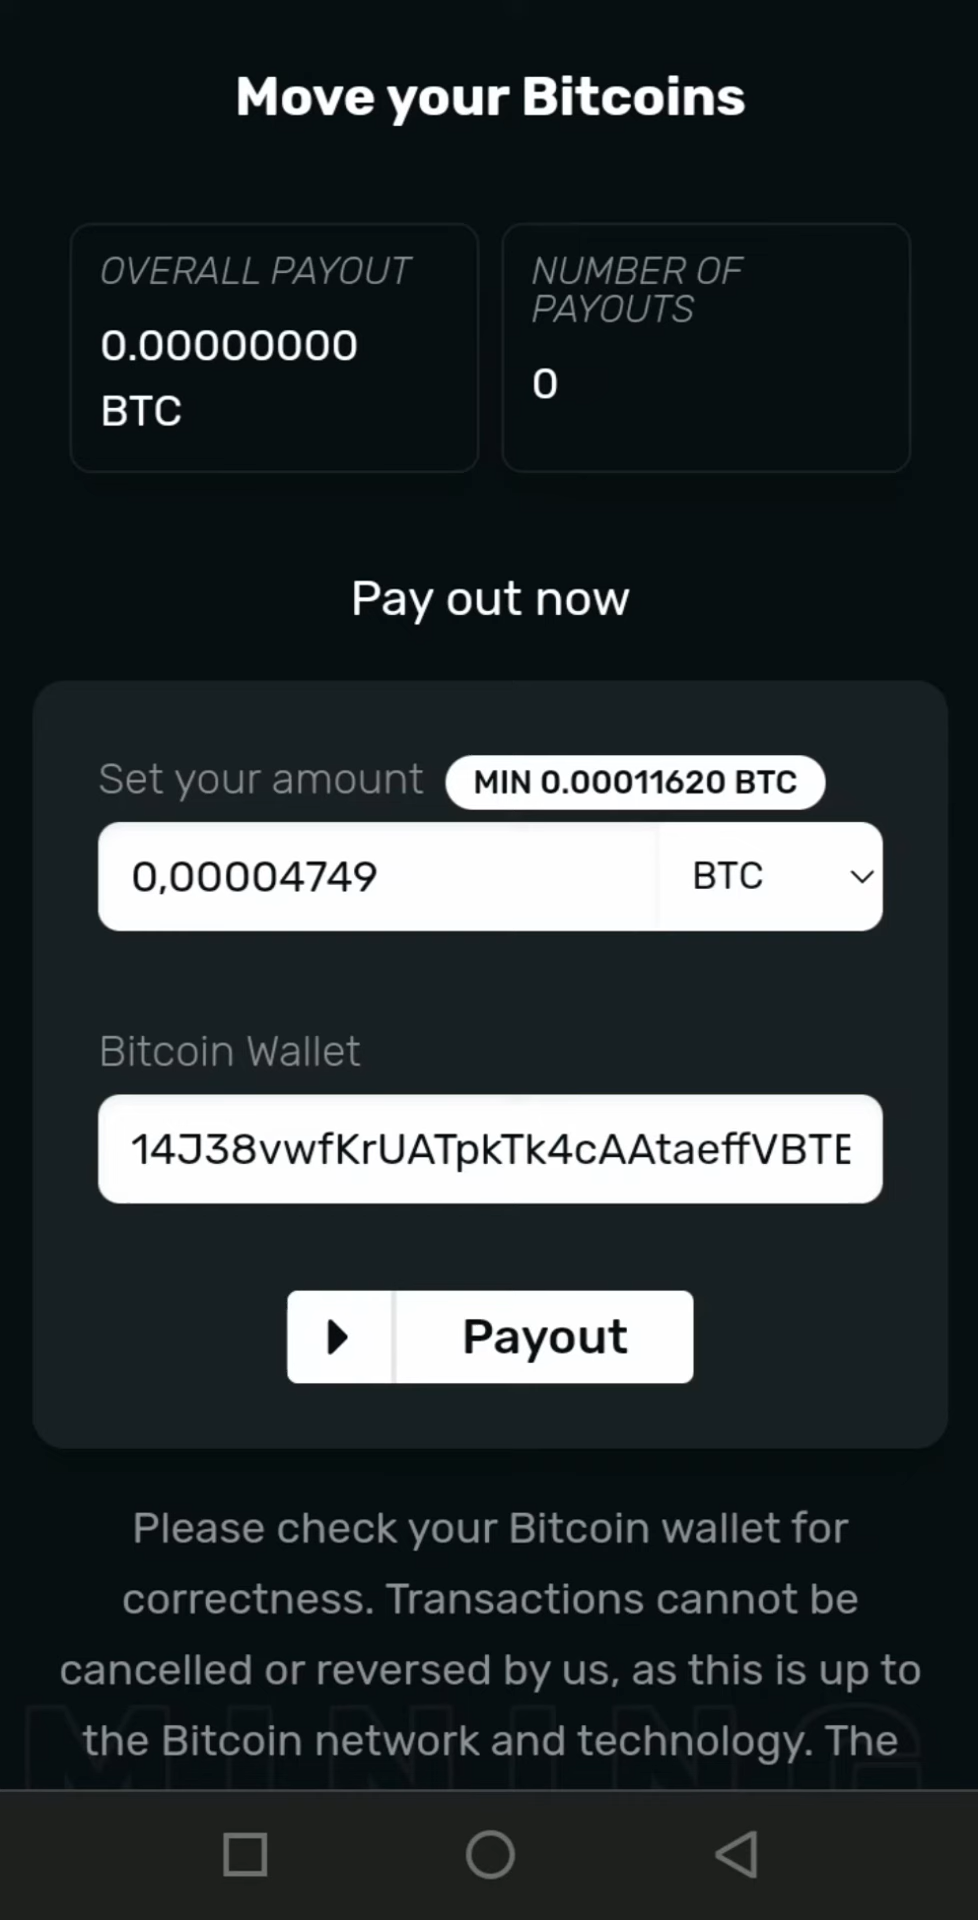 Move your Bitcoins
OVERALL PAYOUT
0.00000000
BTC
NUMBER OF
PAYOUTS
0
Pay out now
Set your amount MIN 0.00011620 BTC
0,00004749 BTC
Bitcoin Wallet
14J38vwfKrUATpkTk4cAAtaeffVBTE
Payout
Please check your Bitcoin wallet for
correctness. Transactions cannot be
cancelled or reversed by us, as this is up to
the Bitcoin network and technology. The
MINING